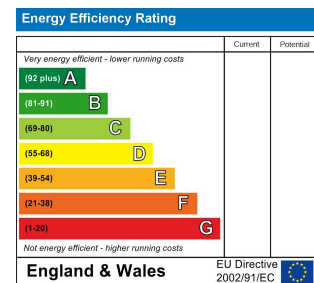 Energy Efficiency Rating
Current Potential
Very energy efficient - lower running costs
(92 plus) A
(81-91) B
(69-80) C
(55-68) D
(39-54) E
(21-38) F
(1-20) G
Not energy efficient - higher running costs
England & Wales
EU Directive
2002/91/EC